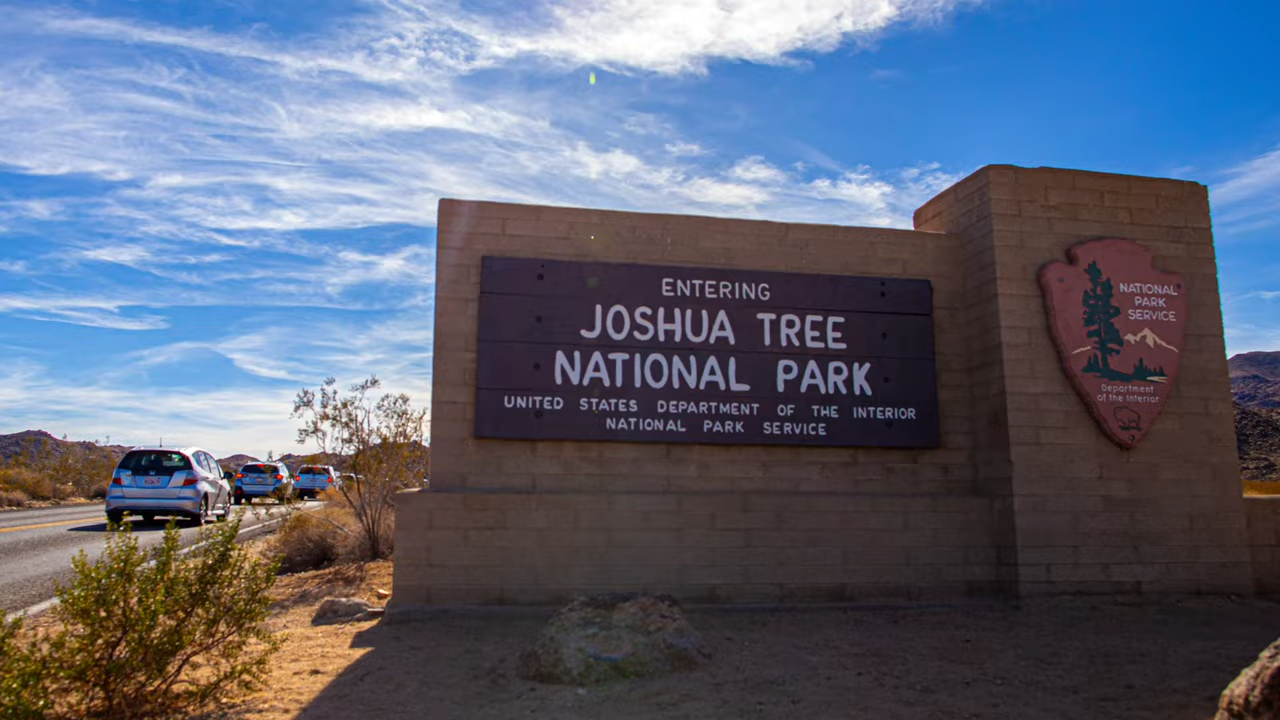 ENTERING
JOSHUA TREE
NATIONAL PARK
UNITED STATES DEPARTMENT OF THE INTERIOR
NATIONAL PARK SERVICE
NATIONAL
PARK
SERVICE
Department
of the Interior